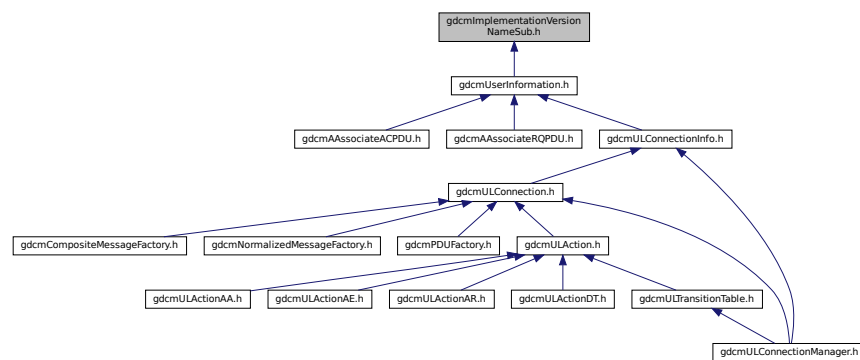 gdcmImplementationVersion
NameSub.h
gdcmUserInformation.h
gdcmAAssociateACPDU.h
gdcmAAssociateRQPDU.h
gdcmULConnectionInfo.h
gdcmULConnection.h
gdcmCompositeMessageFactory.h
gdcmNormalizedMessageFactory.h
gdcmPDUFactory.h
gdcmULAction.h
gdcmULActionAA.h
gdcmULActionAE.h
gdcmULActionAR.h
gdcmULActionDT.h
gdcmULTransitionTable.h
gdcmULConnectionManager.h